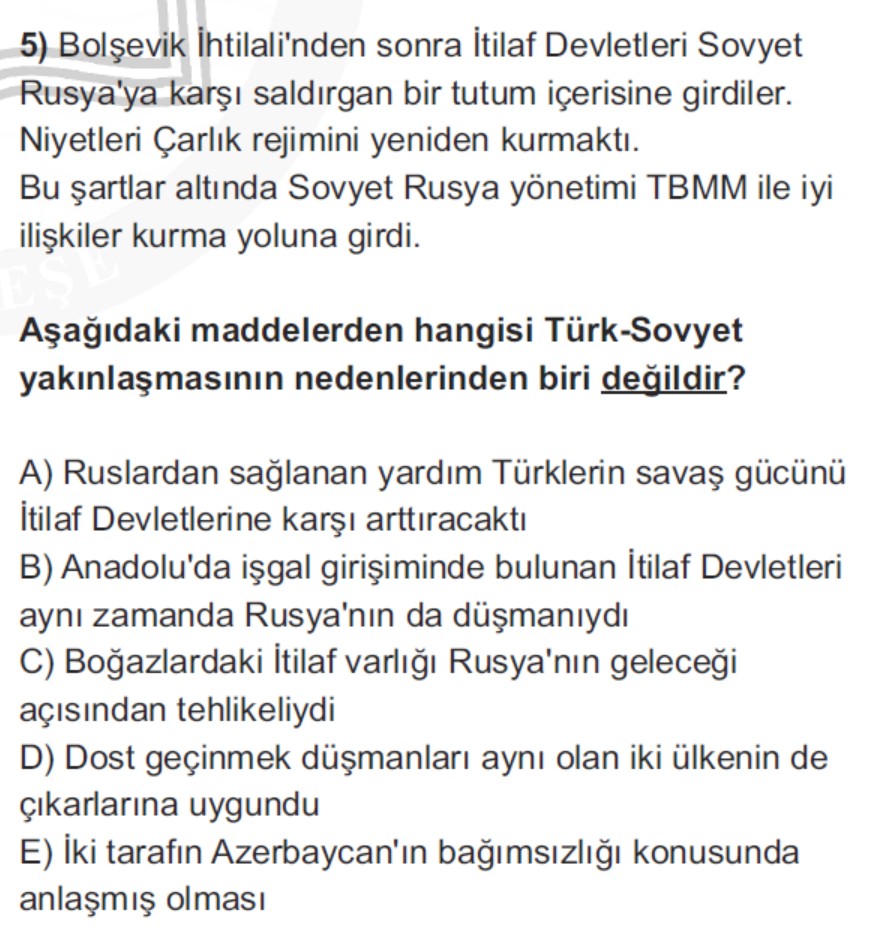 5) Bolşevik İhtilali'nden sonra İtilaf Devletleri Sovyet
Rusya'ya karşı saldırgan bir tutum içerisine girdiler.
Niyetleri Çarlık rejimini yeniden kurmaktı.
Bu şartlar altında Sovyet Rusya yönetimi TBMM ile iyi
ilişkiler kurma yoluna girdi.
EŞE
Aşağıdaki maddelerden hangisi Türk-Sovyet
yakınlaşmasının nedenlerinden biri değildir?
A) Ruslardan sağlanan yardım Türklerin savaş gücünü
İtilaf Devletlerine karşı arttıracaktı
B) Anadolu'da işgal girişiminde bulunan İtilaf Devletleri
aynı zamanda Rusya'nın da düşmanıydı
C) Boğazlardaki İtilaf varlığı Rusya'nın geleceği
açısından tehlikeliydi
D) Dost geçinmek düşmanları aynı olan iki ülkenin de
çıkarlarına uygundu
E) İki tarafın Azerbaycan'ın bağımsızlığı konusunda
anlaşmış olması